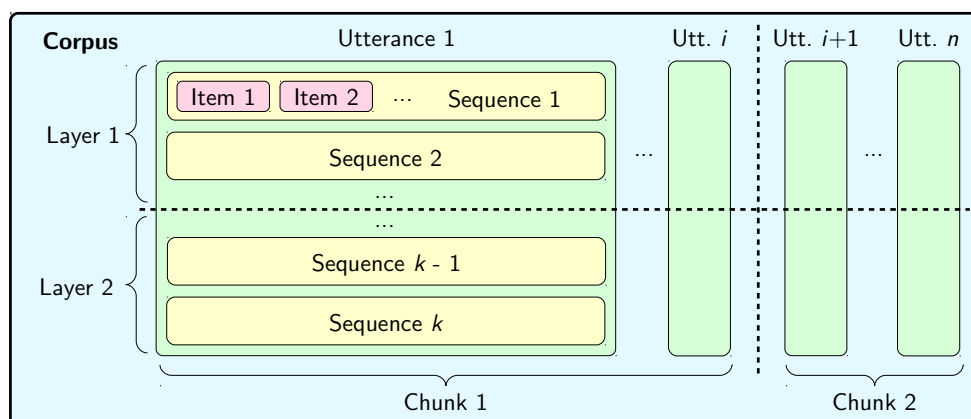 Corpus
Utterance 1
Utt. i
Utt. i+1
Utt. n
Layer 1
Item 1
Item 2
...
Sequence 1
Sequence 2
...
...
...
...
Layer 2
Sequence k - 1
Sequence k
Chunk 1
Chunk 2